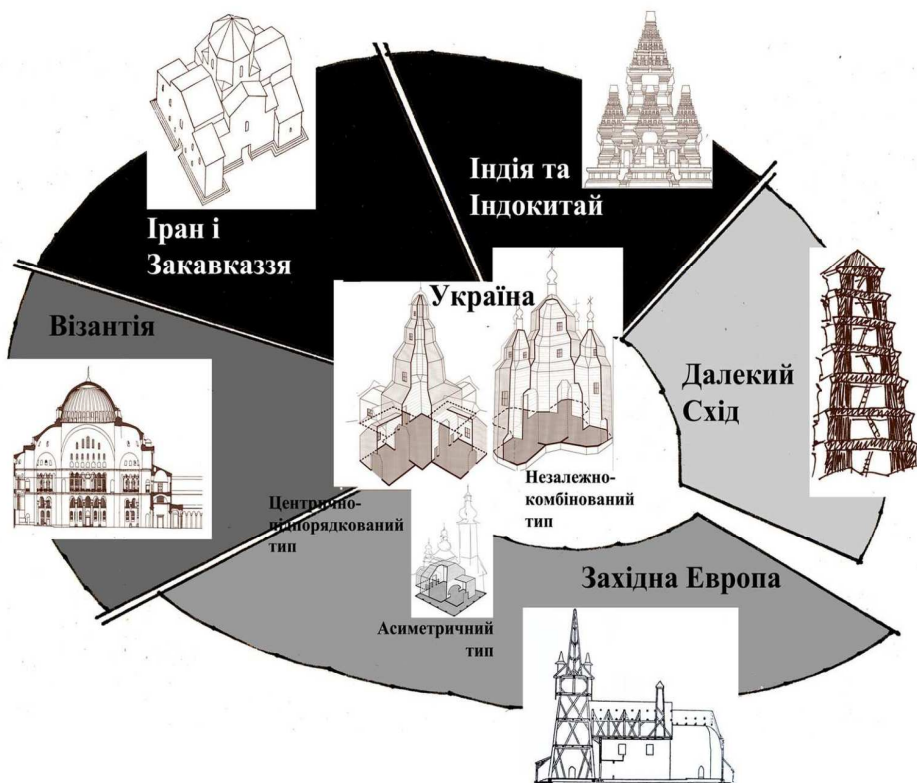 Індія та
Індокитай
Іран і
Закавказзя
Україна
Візантія
Далекий
Схід
Незалежно-
комбінований
тип
Центрично-
підпорядкований
тип
Західна Европа
Асиметричний
тип